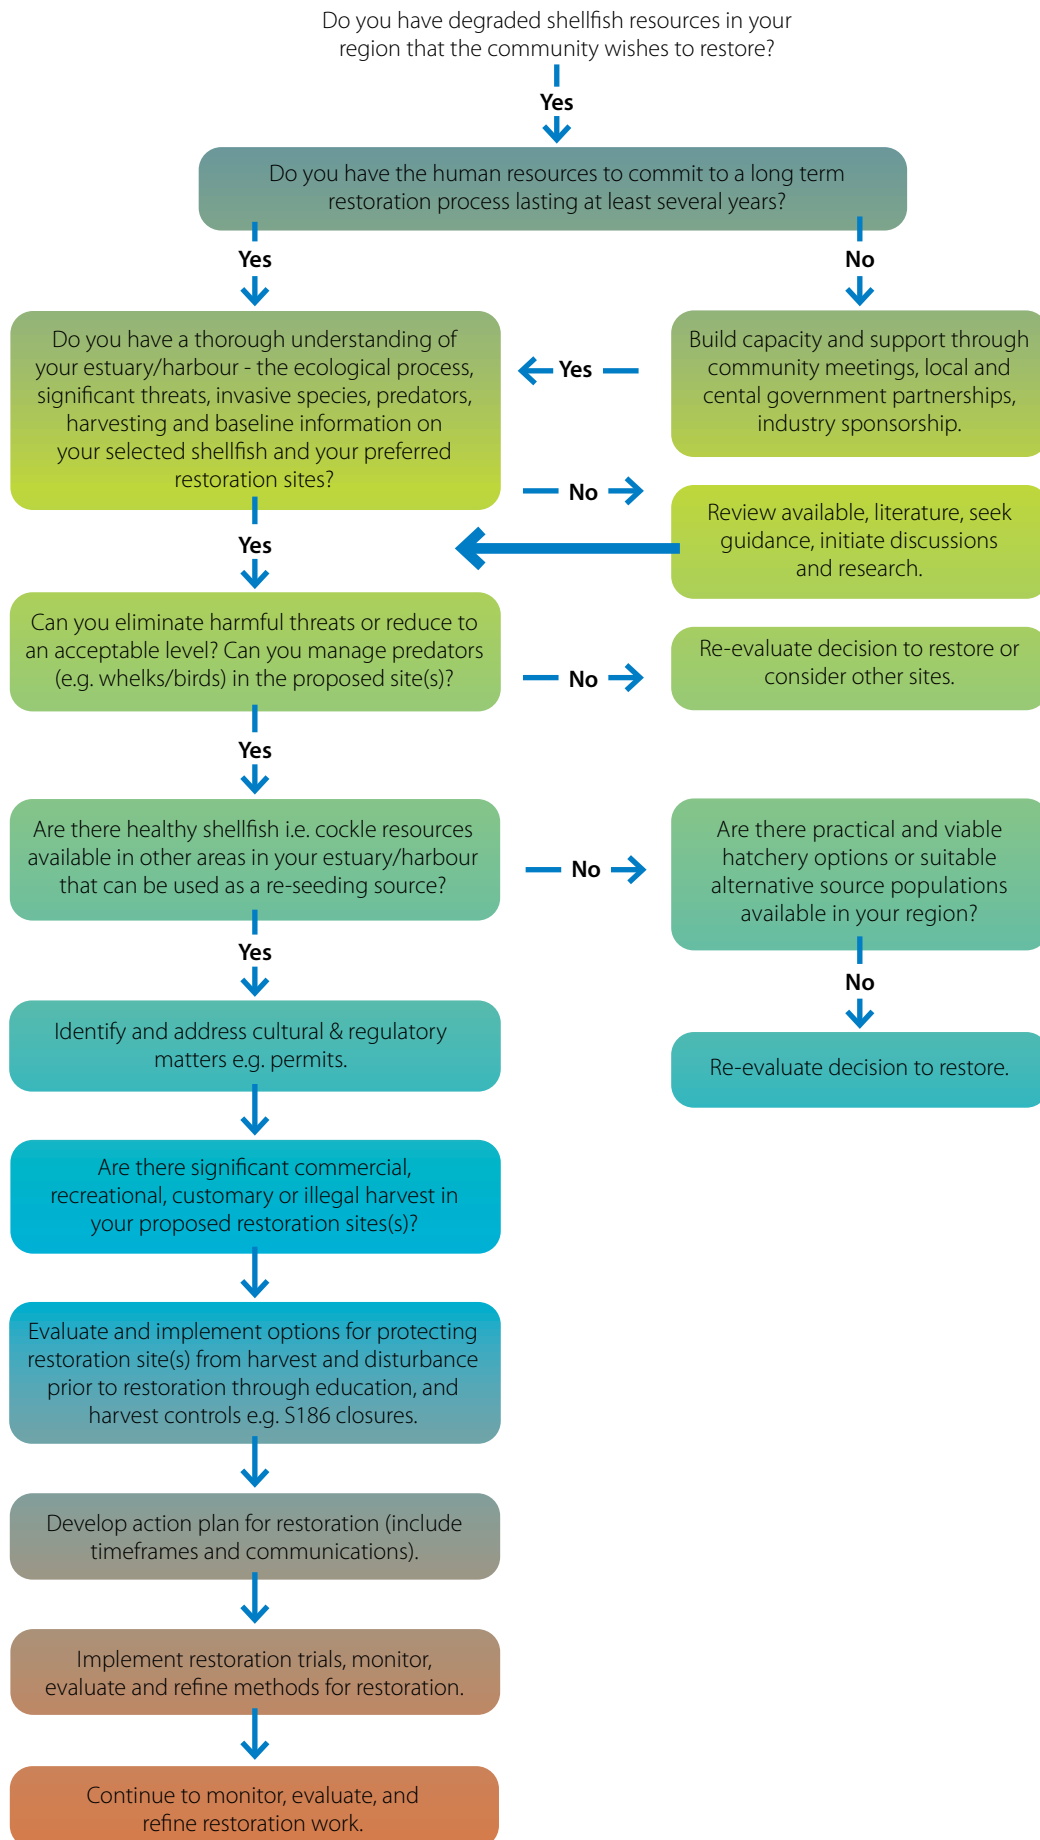 Do you have degraded shellfish resources in your
region that the community wishes to restore?
Yes
Do you have the human resources to commit to a long term
restoration process lasting at least several years?
Yes
No
Do you have a thorough understanding of
your estuary/harbour - the ecological process,
significant threats, invasive species, predators,
harvesting and baseline information on
your selected shellfish and your preferred
restoration sites?
Yes
Build capacity and support through
community meetings, local and
cental government partnerships,
industry sponsorship.
No
Review available, literature, seek
guidance, initiate discussions
and research.
Yes
Can you eliminate harmful threats or reduce to
an acceptable level? Can you manage predators
(e.g. whelks/birds) in the proposed site(s)?
No
Re-evaluate decision to restore or
consider other sites.
Yes
Are there healthy shellfish i.e. cockle resources
available in other areas in your estuary/harbour
that can be used as a re-seeding source?
No
Are there practical and viable
hatchery options or suitable
alternative source populations
available in your region?
Yes
No
Identify and address cultural & regulatory
matters e.g. permits.
Re-evaluate decision to restore.
Are there significant commercial,
recreational, customary or illegal harvest in
your proposed restoration sites(s)?
Evaluate and implement options for protecting
restoration site(s) from harvest and disturbance
prior to restoration through education, and
harvest controls e.g. S186 closures.
Develop action plan for restoration (include
timeframes and communications).
Implement restoration trials, monitor,
evaluate and refine methods for restoration.
Continue to monitor, evaluate, and
refine restoration work.